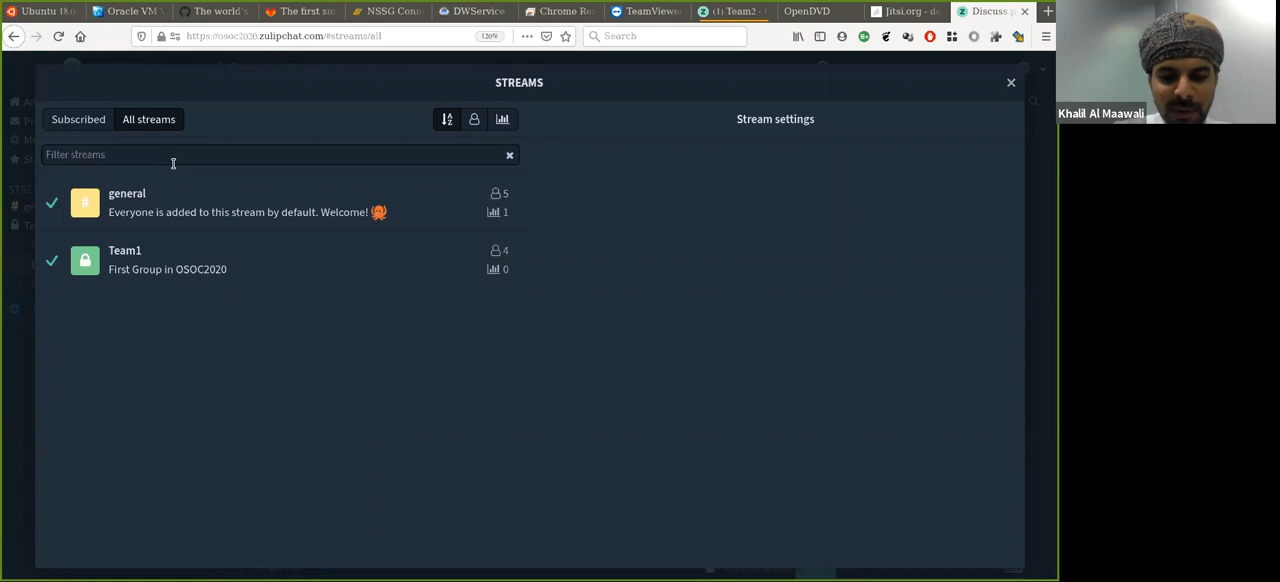 Ubuntu 18.0
Oracle VM
The world's
The first sin
NSSG Conn
DWService
Chrome Re
TeamViewer
(1) Team2 -
OpenDVD
Jitsi.org - de
Discuss p
https://osoc2020.zulipchat.com/#streams/all
120%
Search
STREAMS
Subscribed
All streams
Stream settings
Filter streams
general
5
Everyone is added to this stream by default. Welcome!
1
Team1
4
First Group in OSOC2020
0
Khalil Al Maawali